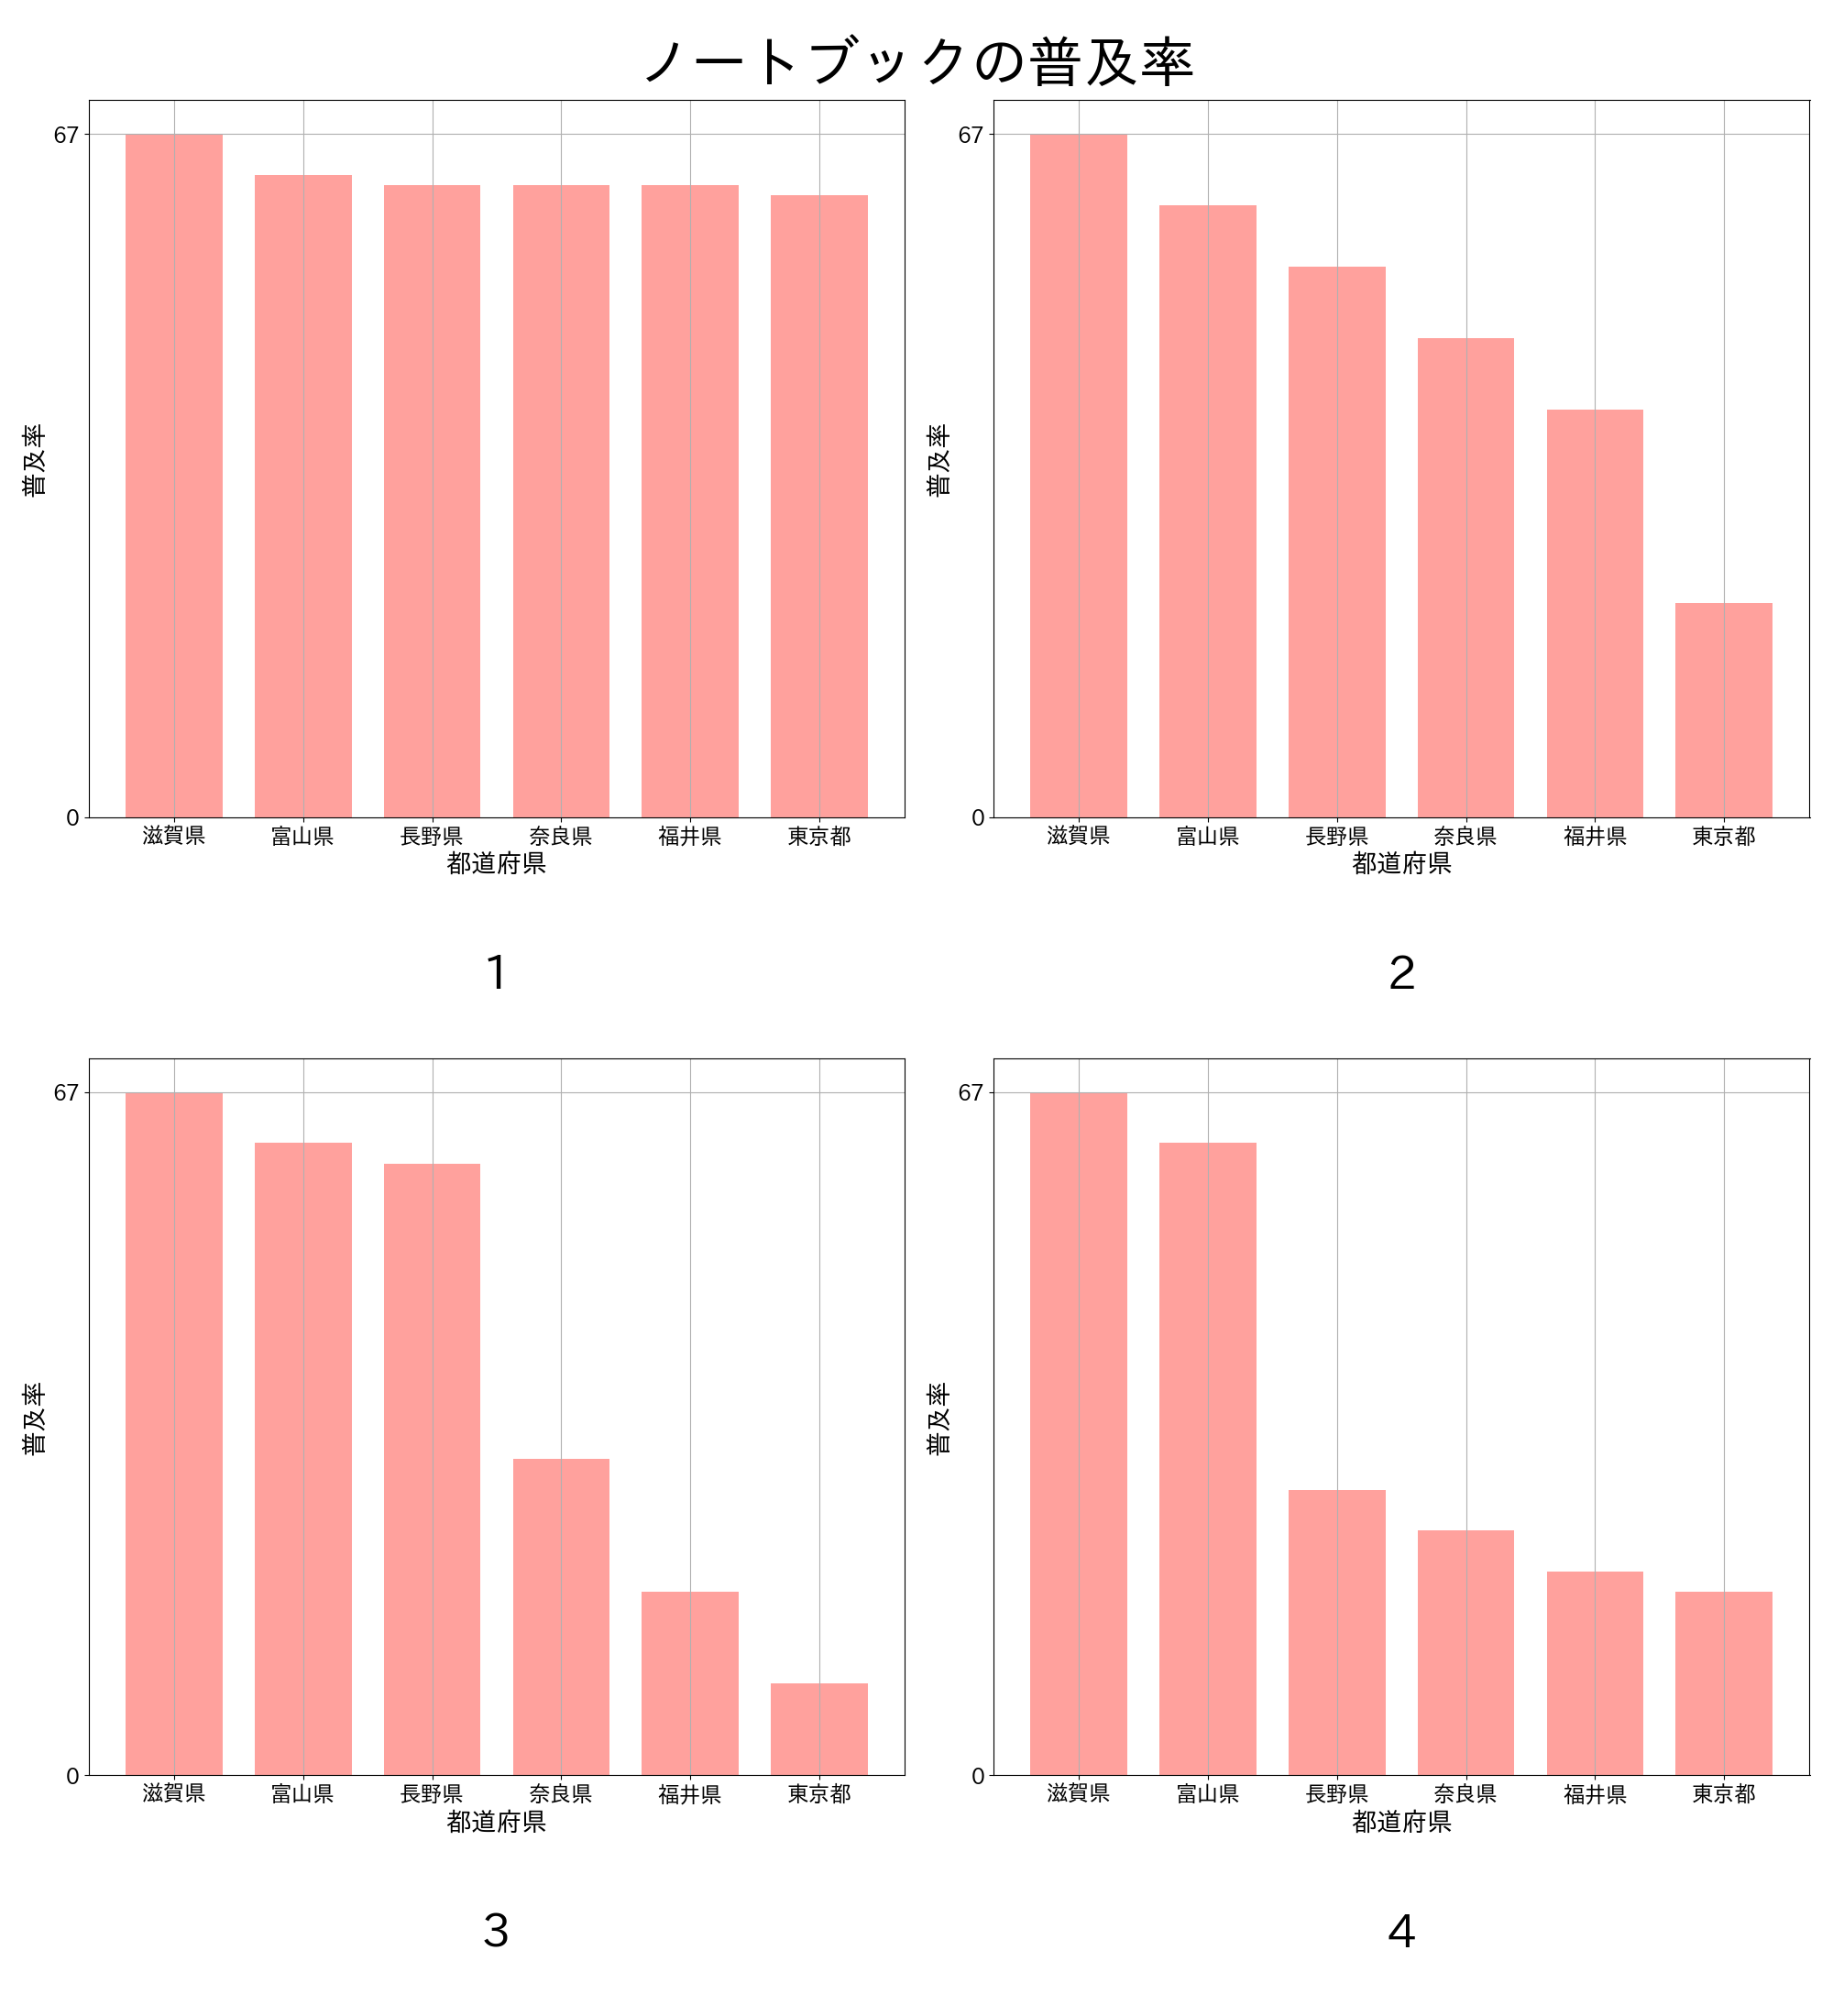 ノートブックの普及率
67
0
普及率
滋賀県 富山県 長野県 奈良県 福井県 東京都
都道府県
1
67
0
普及率
滋賀県 富山県 長野県 奈良県 福井県 東京都
都道府県
2
67
0
普及率
滋賀県 富山県 長野県 奈良県 福井県 東京都
都道府県
3
67
0
普及率
滋賀県 富山県 長野県 奈良県 福井県 東京都
都道府県
4